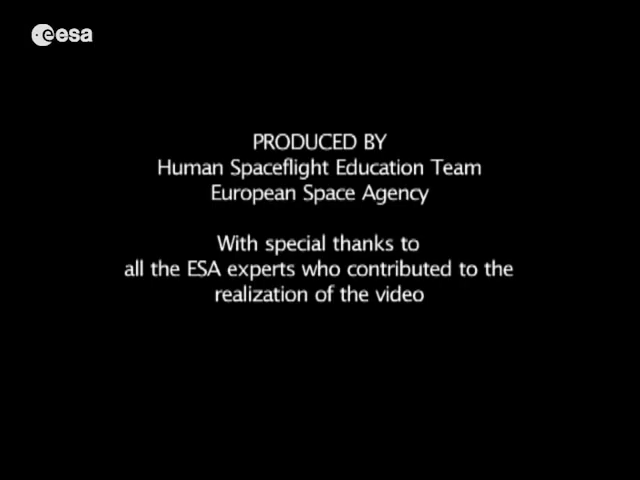 esa
PRODUCED BY
Human Spaceflight Education Team
European Space Agency
With special thanks to
all the ESA experts who contributed to the
realization of the video